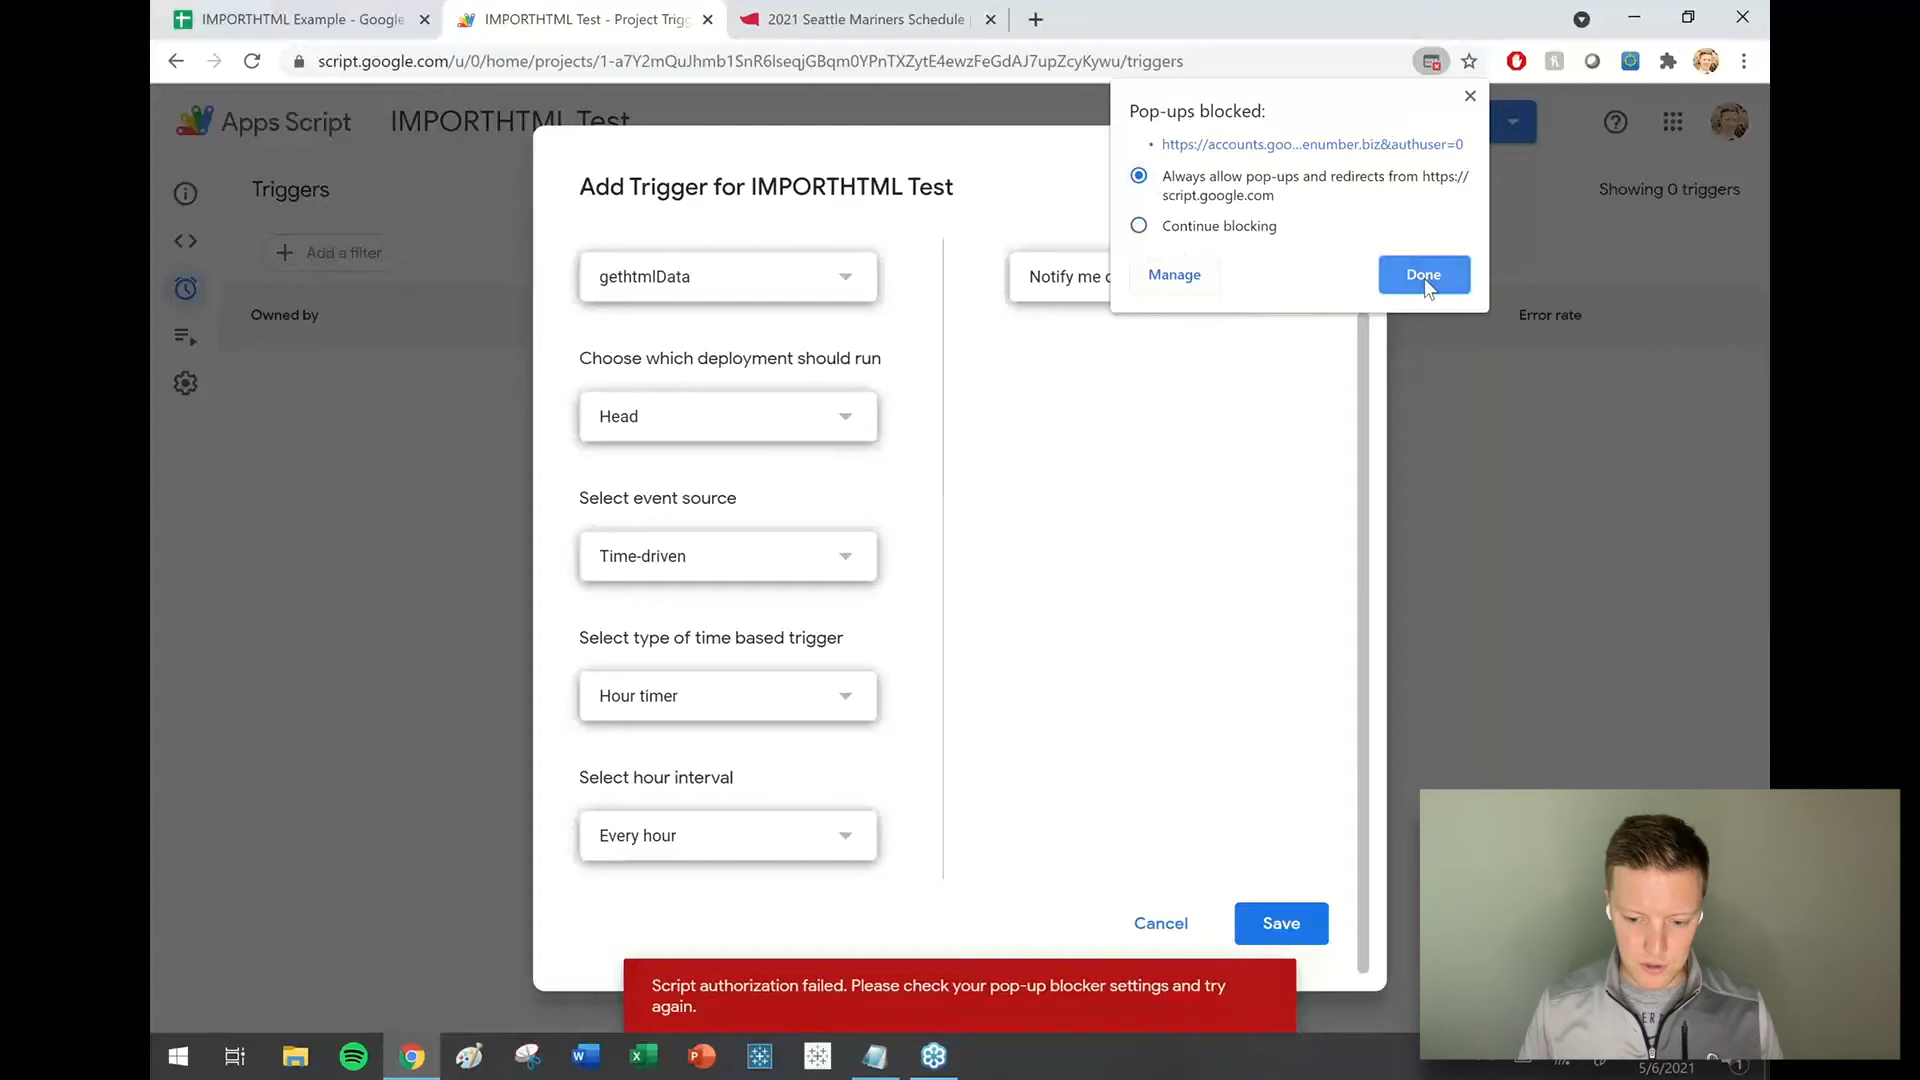 IMPORTHTML Example - Google
IMPORTHTML Test - Project Trigg
2021 Seattle Mariners Schedule
script.google.com/u/0/home/projects/1-a7Y2mQuJhmb1SnR6lseqjGBqm0YPnTXZytE4ewzFeGdAJ7upZcyKywu/triggers
Apps Script
IMPORTHTML Test
Pop-ups blocked:
• https://accounts.goo...enumber.biz&authuser=0
Always allow pop-ups and redirects from https://
script.google.com
Continue blocking
Manage
Done
Triggers
Showing 0 triggers
Add a filter
Owned by
Error rate
Add Trigger for IMPORTHTML Test
gethtmlData
Notify me
Choose which deployment should run
Head
Select event source
Time-driven
Select type of time based trigger
Hour timer
Select hour interval
Every hour
Cancel
Save
Script authorization failed. Please check your pop-up blocker settings and try
again.
5/6/2021